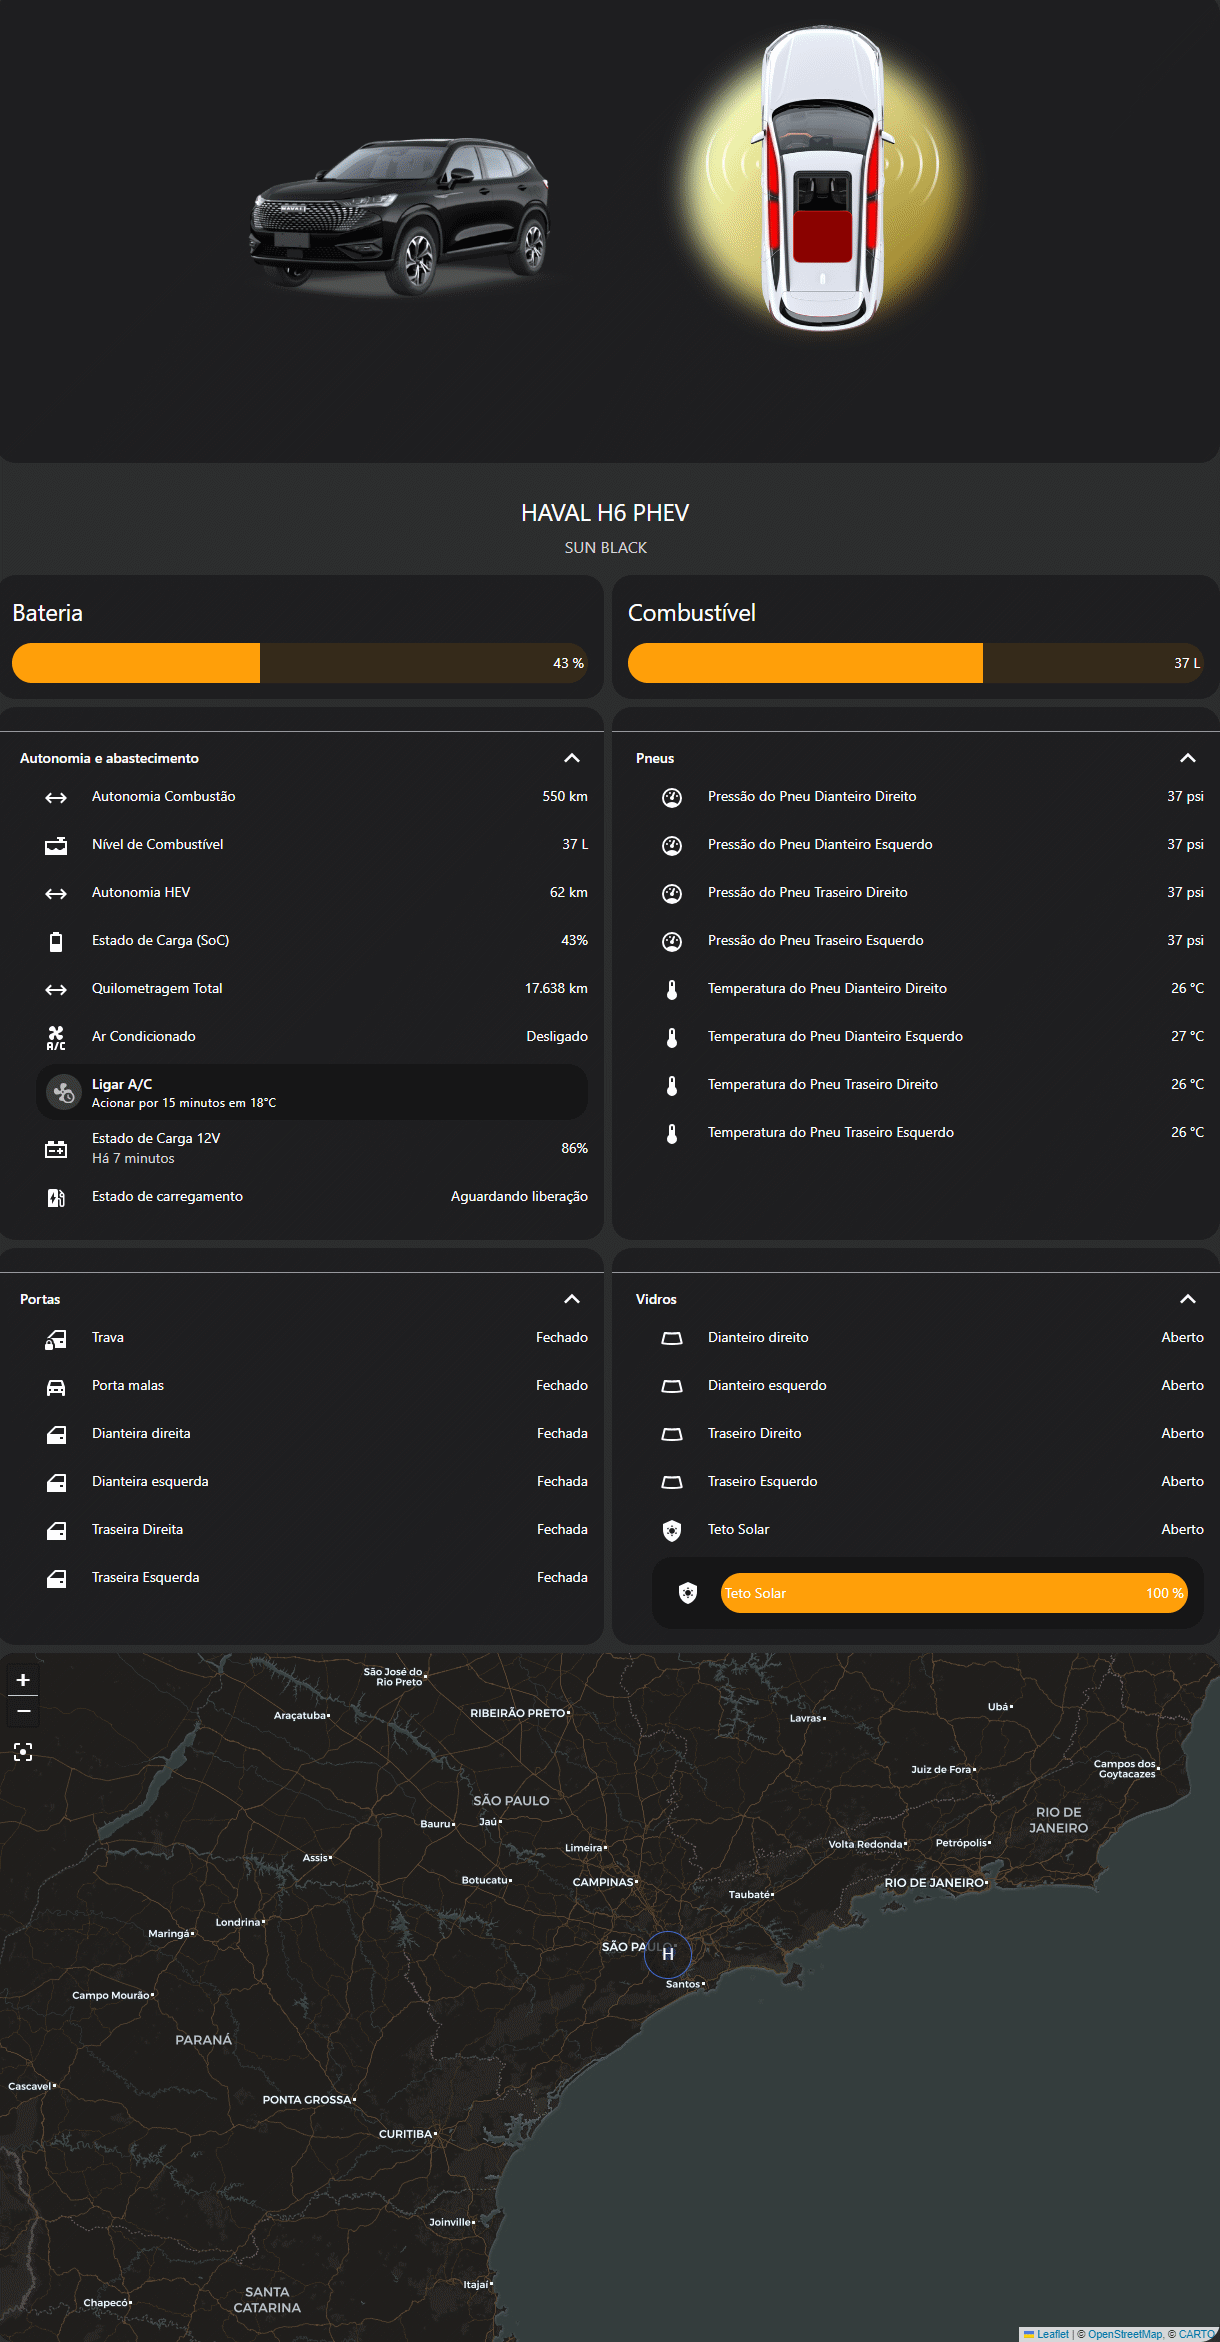 HAVAL
HAVAL H6 PHEV
SUN BLACK
Bateria
43 %
Combustível
37 L
Autonomia e abastecimento
Autonomia Combustão 550 km
Nível de Combustível 37 L
Autonomia HEV 62 km
Estado de Carga (SoC) 43%
Quilometragem Total 17.638 km
A/C Ar Condicionado Desligado
Ligar A/C
Acionar por 15 minutos em 18°C
Estado de Carga 12V 86%
Há 7 minutos
Estado de carregamento Aguardando liberação
Pneus
Pressão do Pneu Dianteiro Direito 37 psi
Pressão do Pneu Dianteiro Esquerdo 37 psi
Pressão do Pneu Traseiro Direito 37 psi
Pressão do Pneu Traseiro Esquerdo 37 psi
Temperatura do Pneu Dianteiro Direito 26 °C
Temperatura do Pneu Dianteiro Esquerdo 27 °C
Temperatura do Pneu Traseiro Direito 26 °C
Temperatura do Pneu Traseiro Esquerdo 26 °C
Portas
Trava Fechado
Porta malas Fechado
Dianteira direita Fechada
Dianteira esquerda Fechada
Traseira Direita Fechada
Traseira Esquerda Fechada
Vidros
Dianteiro direito Aberto
Dianteiro esquerdo Aberto
Traseiro Direito Aberto
Traseiro Esquerdo Aberto
Teto Solar Aberto
Teto Solar 100 %
+
−
São José do
Rio Preto
Araçatuba
RIBEIRÃO PRETO
Lavras
Ubá
Juiz de Fora
Campos dos
Goytacazes
SÃO PAULO
RIO DE
JANEIRO
Bauru
Jaú
Limeira
Volta Redonda
Petrópolis
Assis
Botucatu
CAMPINAS
RIO DE JANEIRO
Taubaté
Londrina
Maringá
SÃO PAULO
H
Santos
Campo Mourão
PARANÁ
Cascavel
PONTA GROSSA
CURITIBA
Joinville
Itajaí
SANTA
CATARINA
Chapecó
Leaflet | © OpenStreetMap, © CARTO